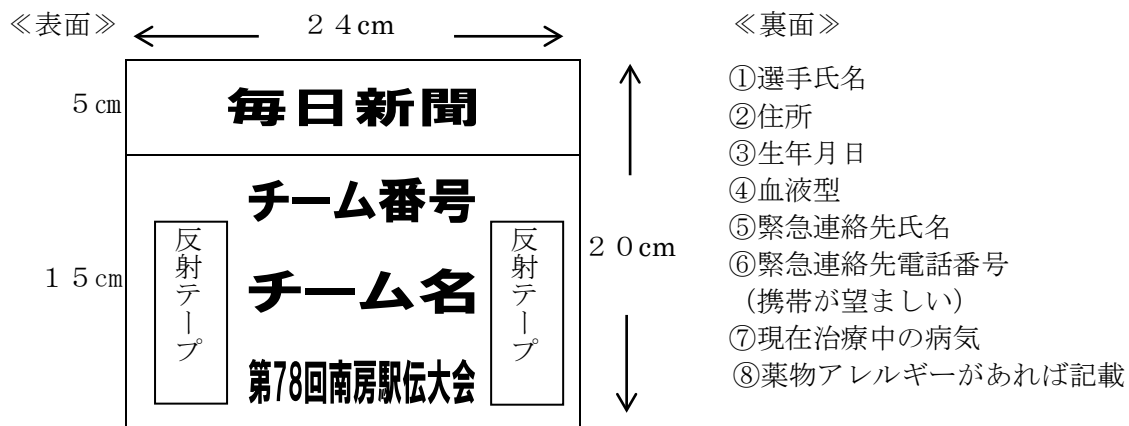 ≪表面≫
２４cm
5㎝
毎日新聞
チーム番号
反射テープ
反射テープ
１５㎝
チーム名
２０cm
第78回南房駅伝大会
≪裏面≫
①選手氏名
②住所
③生年月日
④血液型
⑤緊急連絡先氏名
⑥緊急連絡先電話番号
（携帯が望ましい）
⑦現在治療中の病気
⑧薬物アレルギーがあれば記載